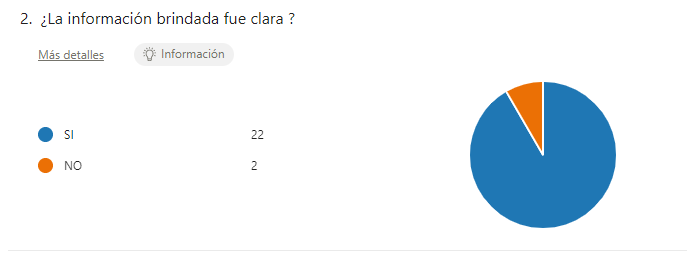 2. ¿La información brindada fue clara ?
Más detalles
Información
SI 22
NO 2